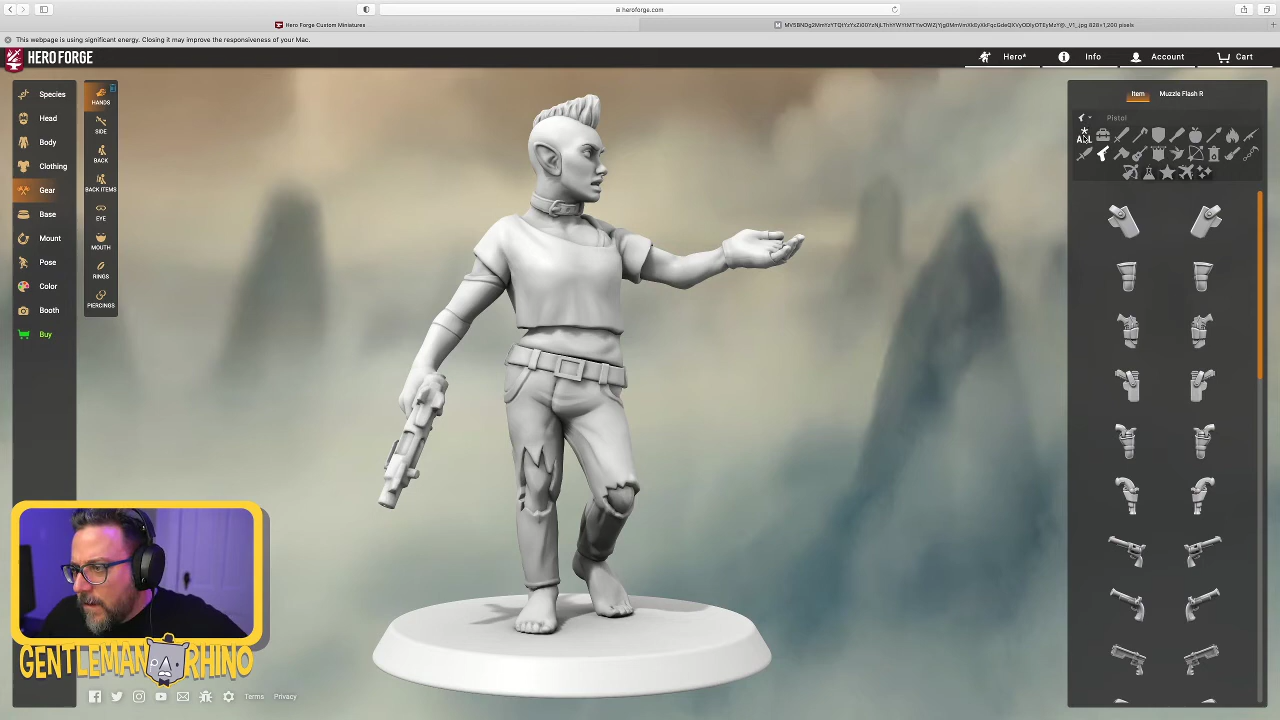 heroforge.com
Hero Forge Custom Miniatures
This webpage is using significant energy. Closing it may improve the responsiveness of your Mac.
HERO FORGE
Hero*
Info
Account
Cart
Species
Head
Body
Clothing
Gear
Base
Mount
Pose
Color
Booth
Buy
HANDS
SIDE
BACK
BACK ITEMS
EYE
MOUTH
RINGS
PIERCINGS
Item
Muzzle Flash R
Pistol
ALL
GENTLEMAN RHINO
Terms
Privacy